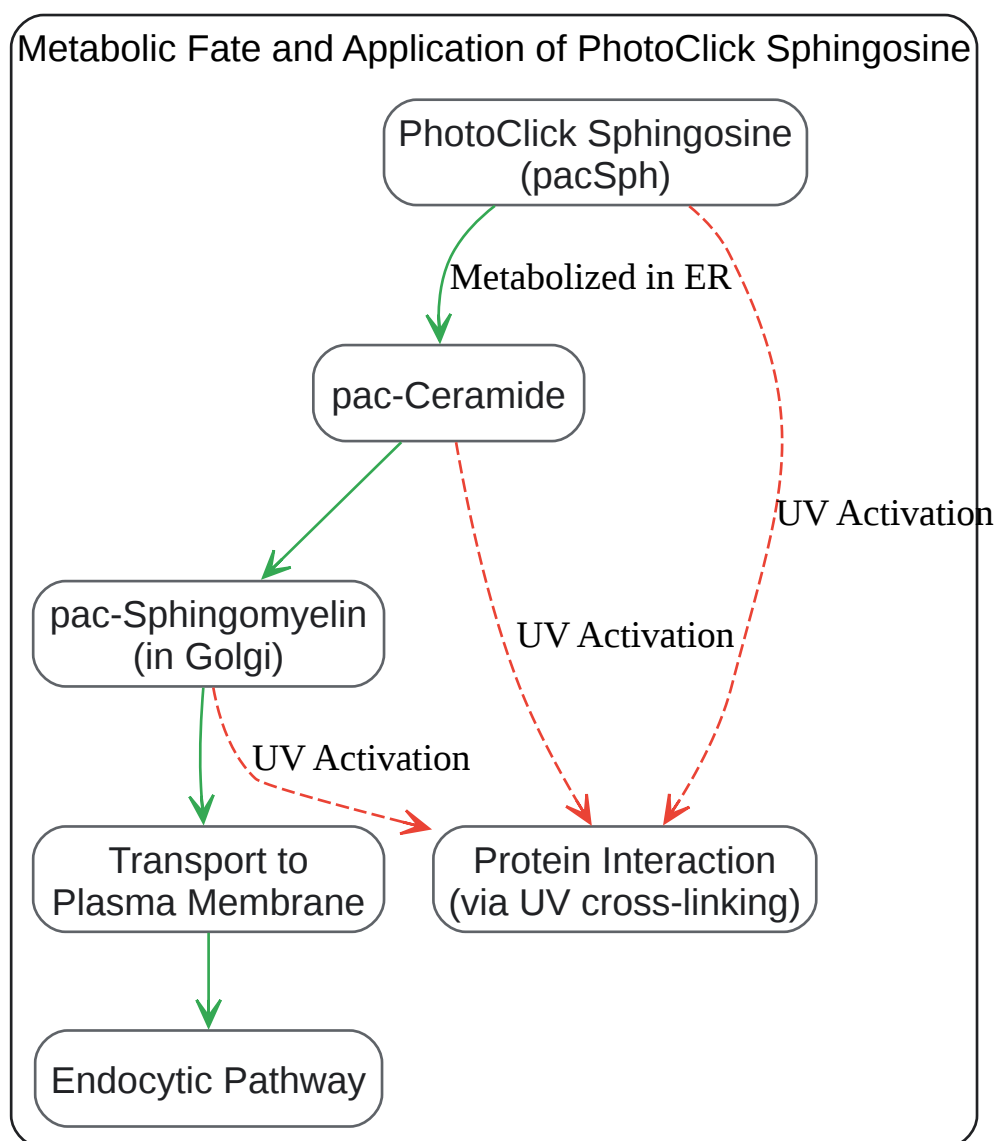 Metabolic Fate and Application of PhotoClick Sphingosine
PhotoClick Sphingosine
(pacSph)
Metabolized in ER
pac-Ceramide
UV Activation
pac-Sphingomyelin
(in Golgi)
UV Activation
UV Activation
Transport to
Plasma Membrane
Protein Interaction
(via UV cross-linking)
Endocytic Pathway